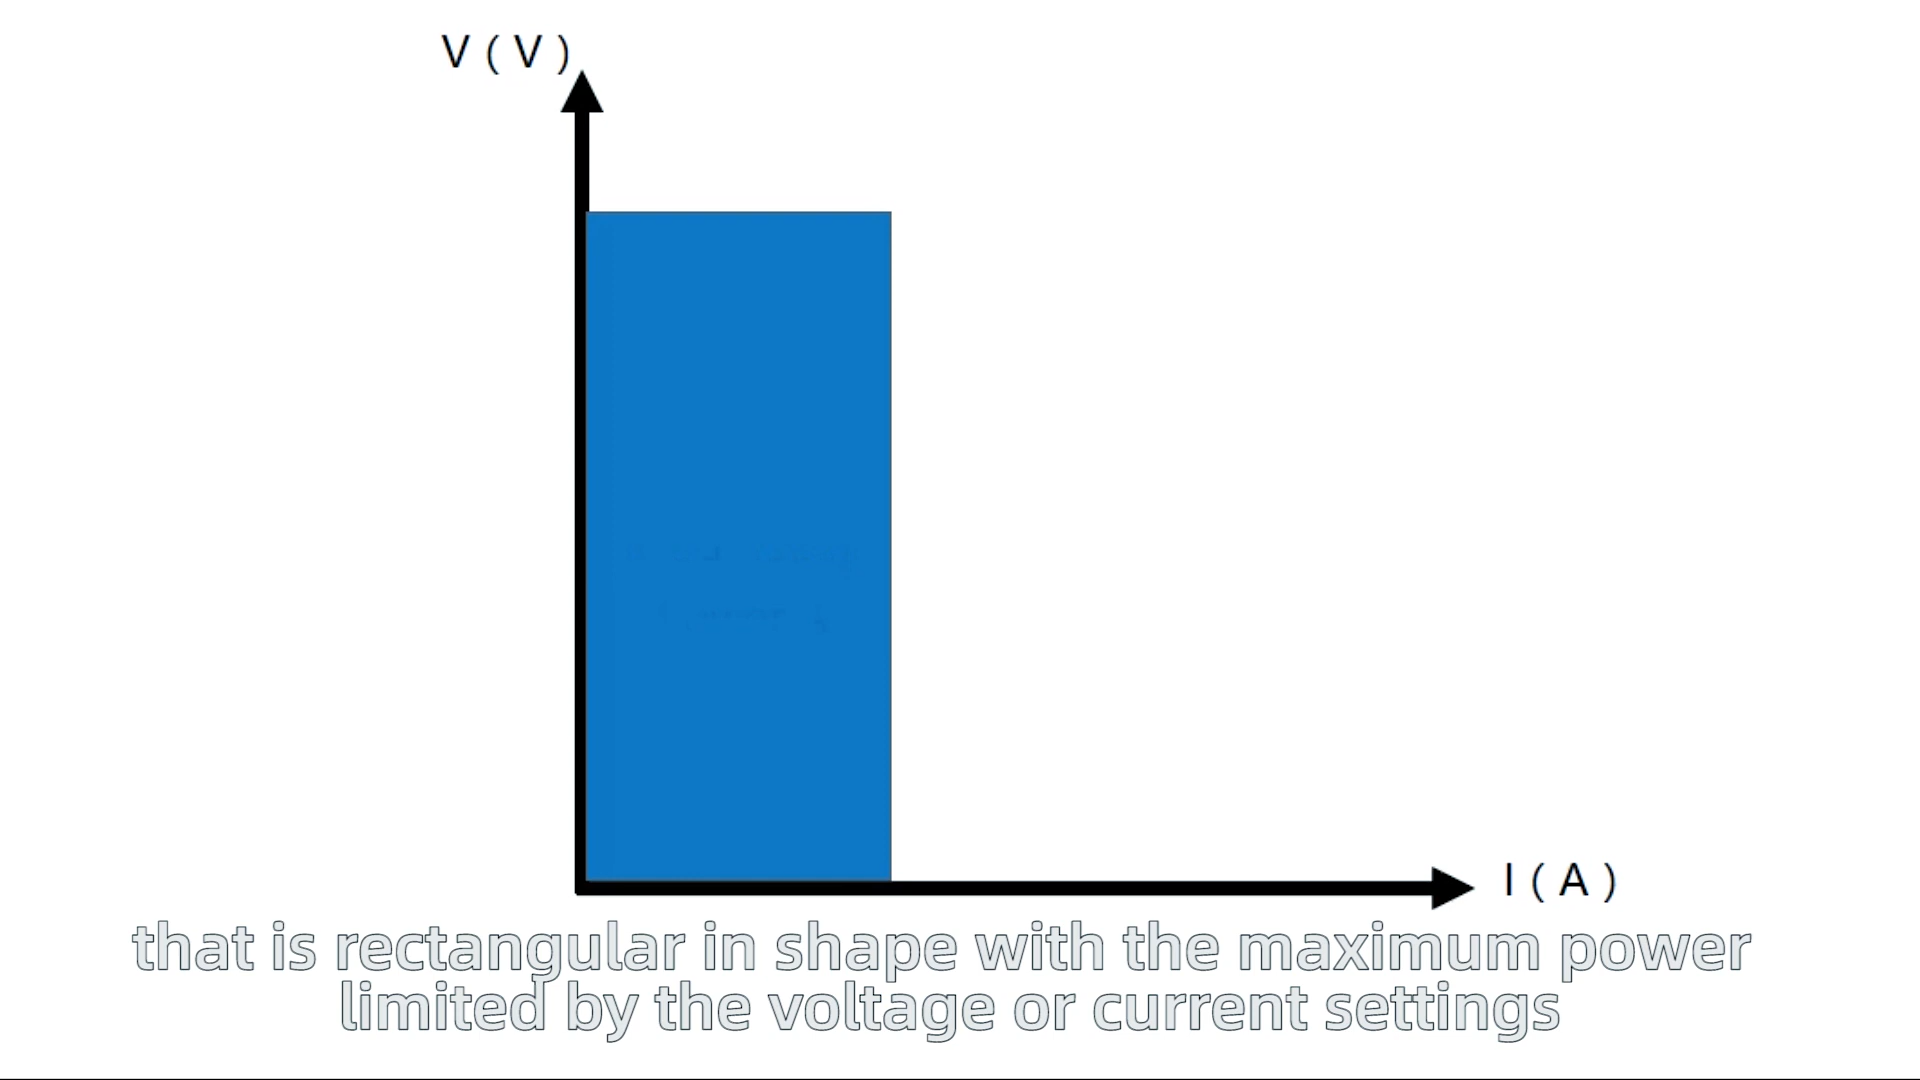 V ( V )
I ( A )
that is rectangular in shape with the maximum power
limited by the voltage or current settings